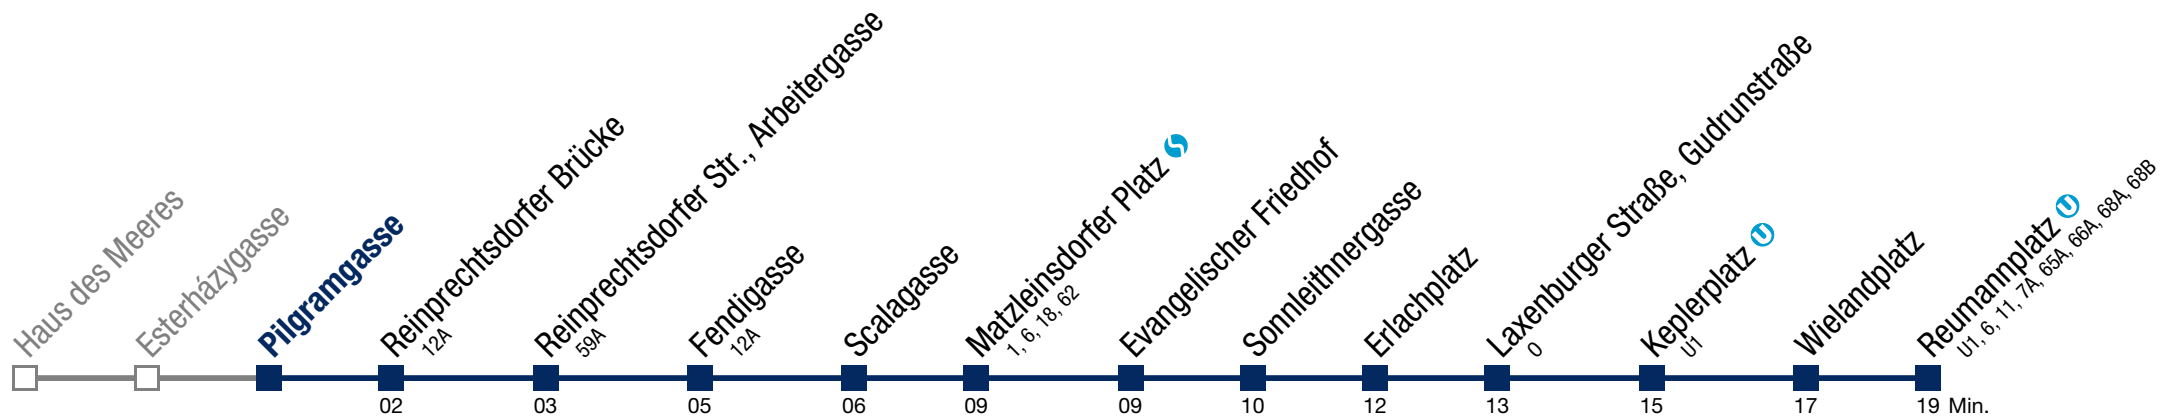 Haus des Meeres
Esterházygasse
Pilgramgasse
Reinprechtsdorfer Brücke
12A
Reinprechtsdorfer Str., Arbeitergasse
59A
Fendigasse
12A
Scalagasse
Matzleinsdorfer Platz
1, 6, 18, 62
Evangelischer Friedhof
Sonnleithnergasse
Erlachplatz
Laxenburger Straße, Gudrunstraße
O
Keplerplatz U
U1
Wielandplatz
Reumannplatz U
U1, 6, 11, 7A, 65A, 66A, 68A, 68B
02 03 05 06 09 09 10 12 13 15 17 19 Min.